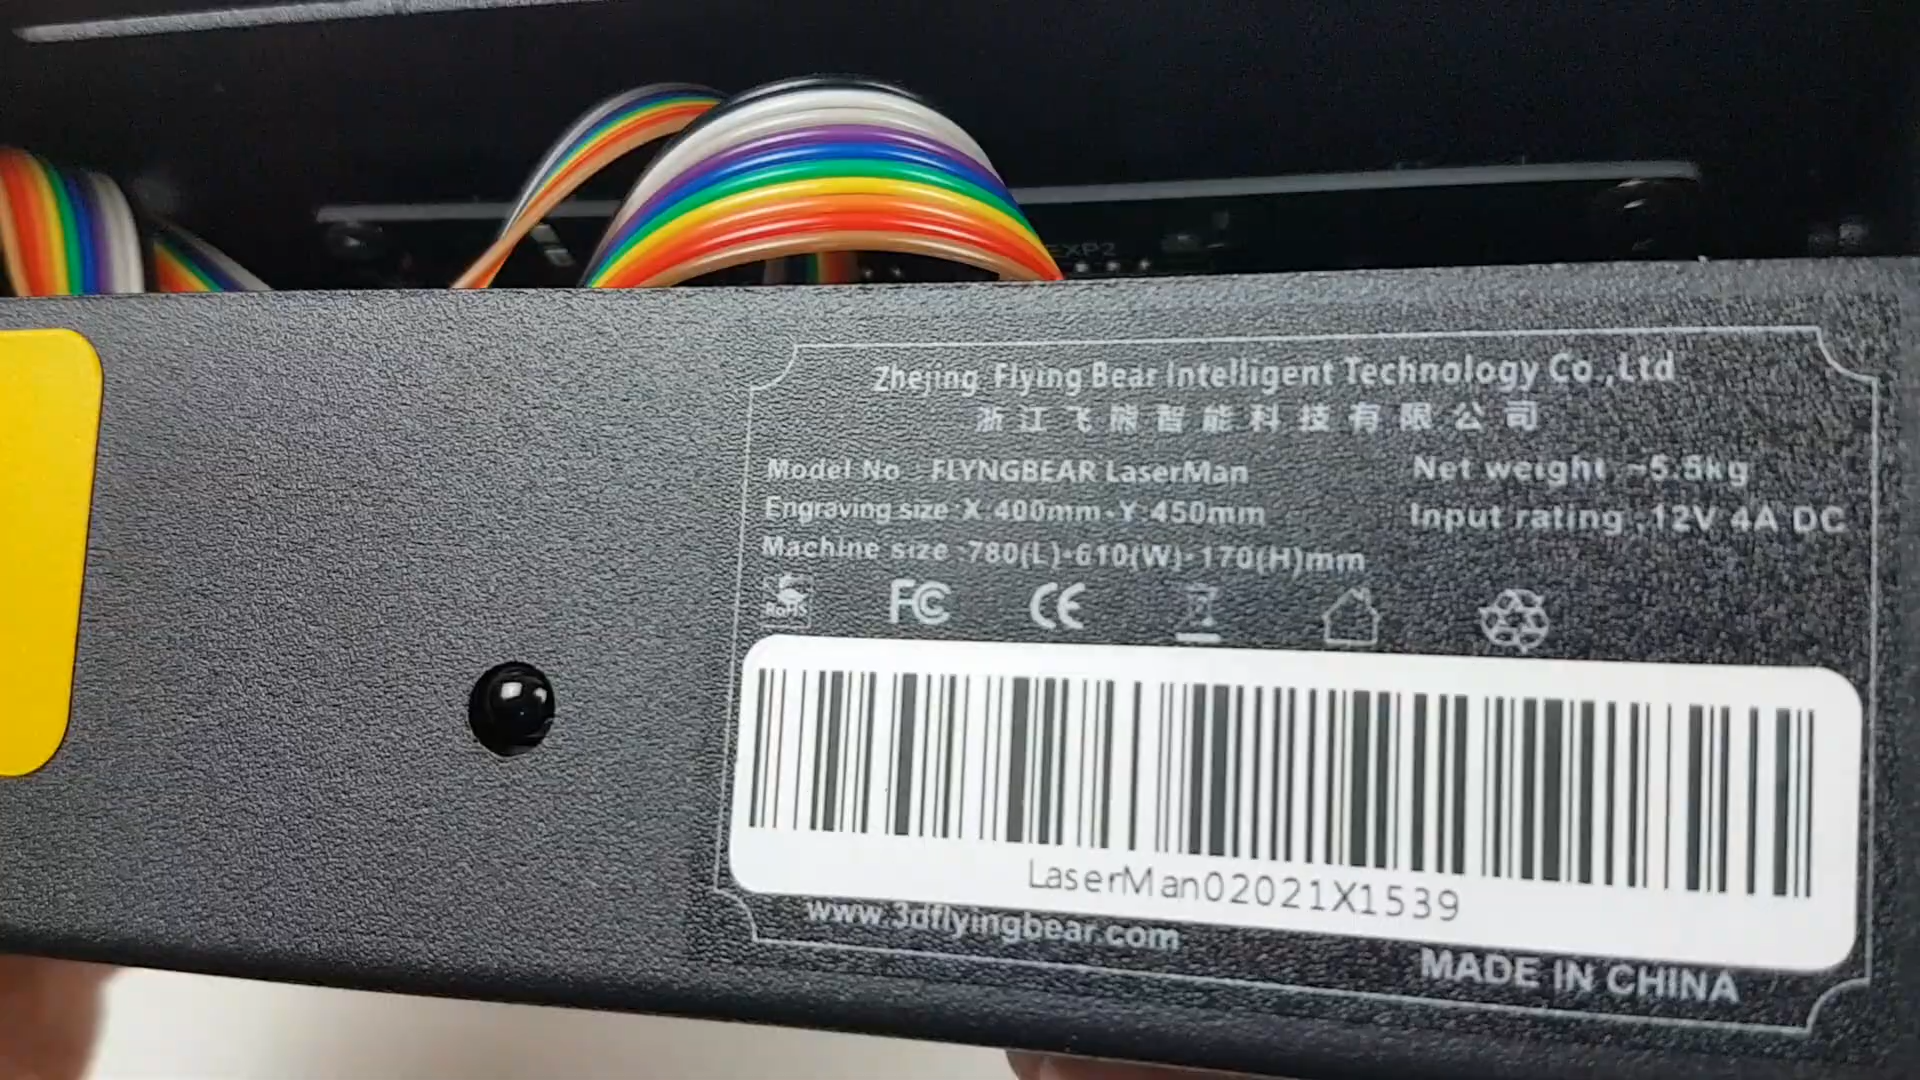 EXP2
Zhejing Flying Bear Intelligent Technology Co.,Ltd
浙江飞熊智能科技有限公司
Model No : FLYNGBEAR LaserMan
Net weight :~5.5kg
Engraving size :X:400mm-Y:450mm
Input rating :12V 4A DC
Machine size :780(L)*610(W)*170(H)mm
RoHS FC CE
LaserMan02021X1539
www.3dflyingbear.com
MADE IN CHINA